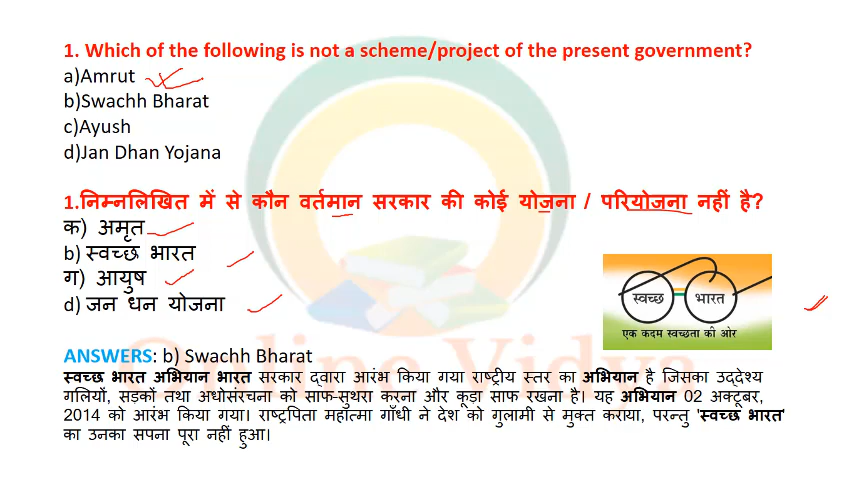 1. Which of the following is not a scheme/project of the present government?
a)Amrut
b)Swachh Bharat
c)Ayush
d)Jan Dhan Yojana
1.निम्नलिखित में से कौन वर्तमान सरकार की कोई योजना / परियोजना नहीं है?
क) अमृत
b) स्वच्छ भारत
ग) आयुष
d) जन धन योजना
स्वच्छ भारत
एक कदम स्वच्छता की ओर
ANSWERS: b) Swachh Bharat
स्वच्छ भारत अभियान भारत सरकार द्वारा आरंभ किया गया राष्ट्रीय स्तर का अभियान है जिसका उद्देश्य
गलियों, सड़कों तथा अधोसंरचना को साफ-सुथरा करना और कूड़ा साफ रखना है। यह अभियान 02 अक्टूबर,
2014 को आरंभ किया गया। राष्ट्रपिता महात्मा गाँधी ने देश को गुलामी से मुक्त कराया, परन्तु 'स्वच्छ भारत'
का उनका सपना पूरा नहीं हुआ।
Online Vidya